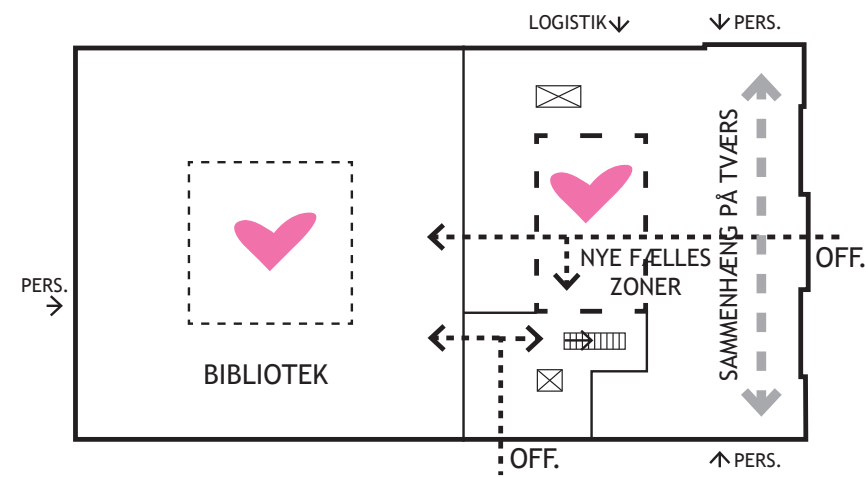 LOGISTIK
PERS.
SAMMENHÆNG PÅ TVÆRS
NYE FÆLLES
ZONER
OFF.
PERS.
BIBLIOTEK
OFF.
PERS.